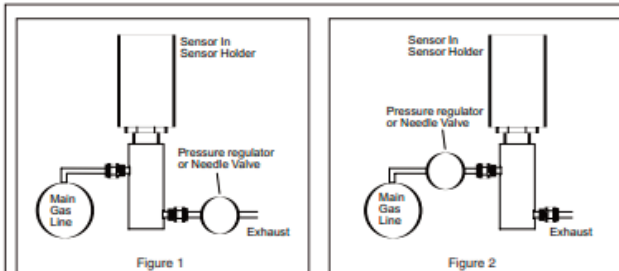 Sensor In
Sensor Holder
Pressure regulator
or Needle Valve
Main
Gas
Line
Exhaust
Figure 1
Sensor In
Sensor Holder
Pressure regulator
or Needle Valve
Main
Gas
Line
Exhaust
Figure 2